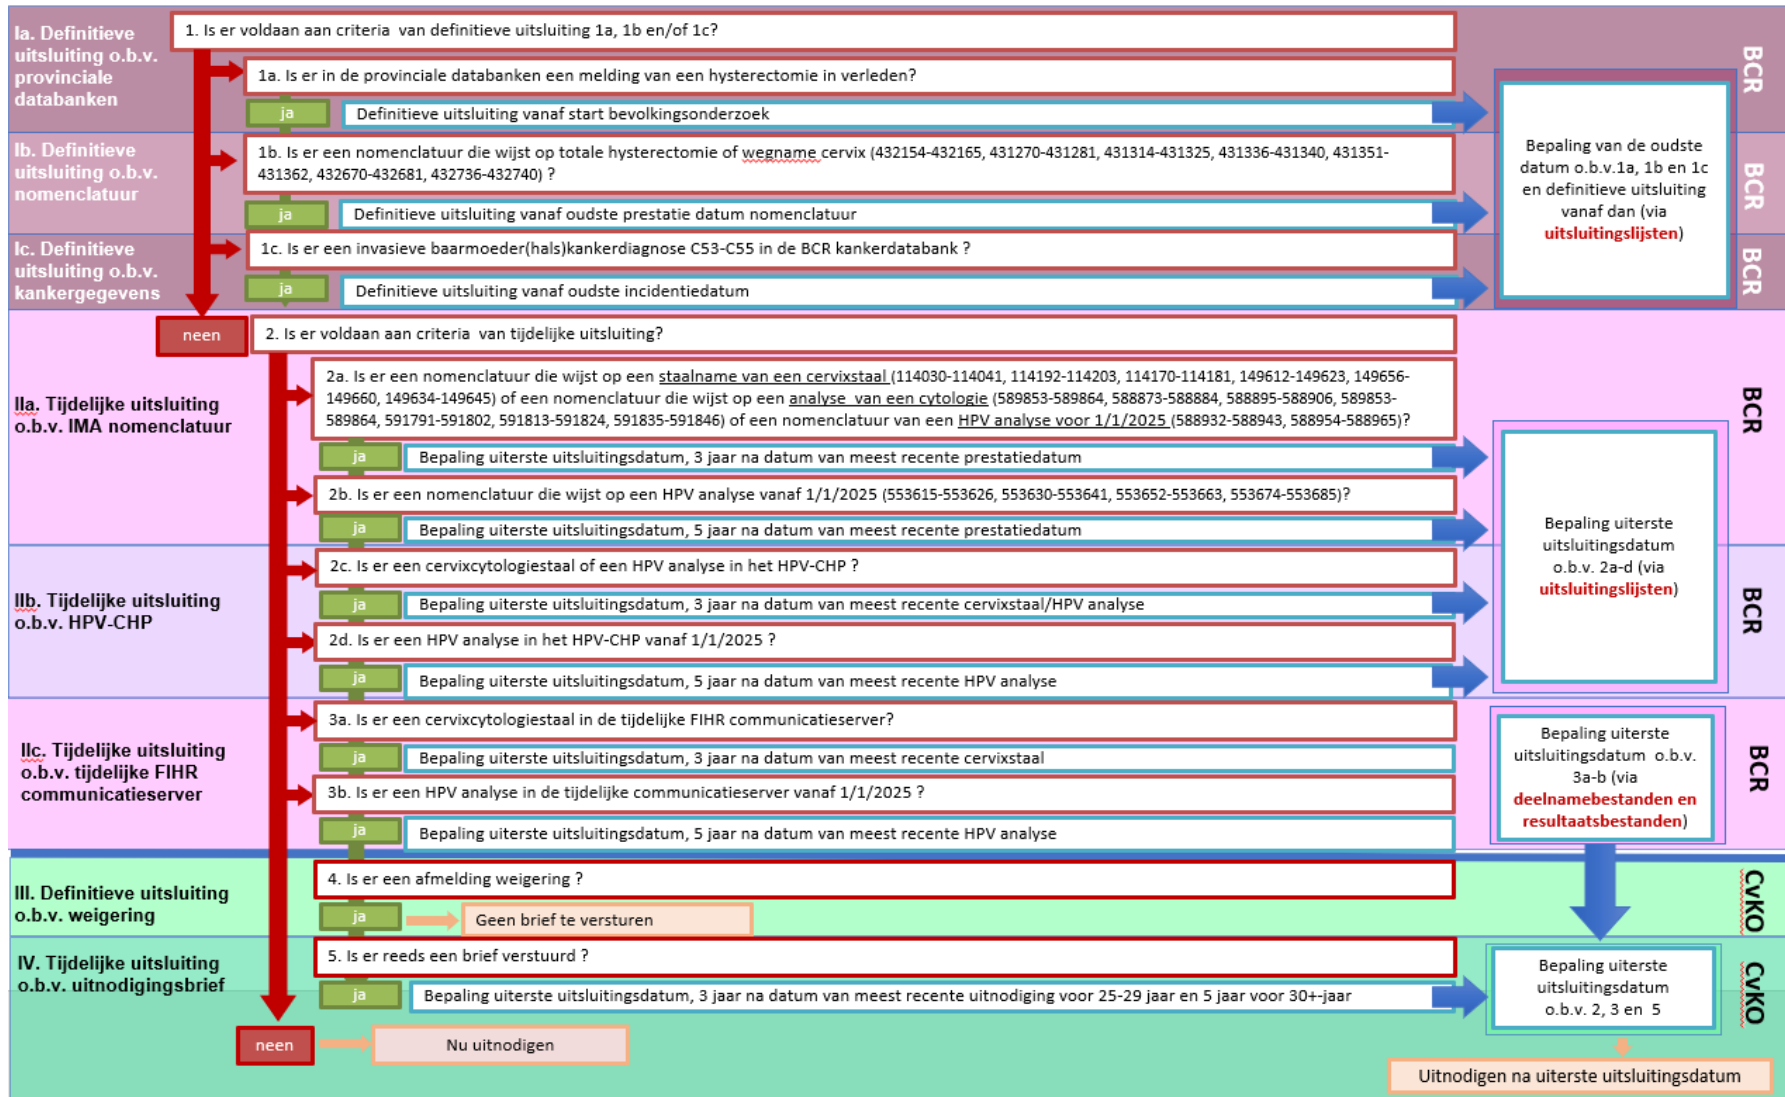 Ia. Definitieve
uitsluiting o.b.v.
provinciale
databanken
1. Is er voldaan aan criteria van definitieve uitsluiting 1a, 1b en/of 1c?
1a. Is er in de provinciale databanken een melding van een hysterectomie in verleden?
ja
Definitieve uitsluiting vanaf start bevolkingsonderzoek
BCR
Ib. Definitieve
uitsluiting o.b.v.
nomenclatuur
1b. Is er een nomenclatuur die wijst op totale hysterectomie of wegname cervix (432154-432165, 431270-431281, 431314-431325, 431336-431340, 431351-
431362, 432670-432681, 432736-432740) ?
ja
Definitieve uitsluiting vanaf oudste prestatie datum nomenclatuur
BCR
Ic. Definitieve
uitsluiting o.b.v.
kankergegevens
1c. Is er een invasieve baarmoeder(hals)kankerdiagnose C53-C55 in de BCR kankerdatabank ?
ja
Definitieve uitsluiting vanaf oudste incidentiedatum
BCR
Bepaling van de oudste
datum o.b.v.1a, 1b en 1c
en definitieve uitsluiting
vanaf dan (via
uitsluitingslijsten)
neen
2. Is er voldaan aan criteria van tijdelijke uitsluiting?
IIa. Tijdelijke uitsluiting
o.b.v. IMA nomenclatuur
2a. Is er een nomenclatuur die wijst op een staalname van een cervixstaal (114030-114041, 114192-114203, 114170-114181, 149612-149623, 149656-
149660, 149634-149645) of een nomenclatuur die wijst op een analyse van een cytologie (589853-589864, 588873-588884, 588895-588906, 589853-
589864, 591791-591802, 591813-591824, 591835-591846) of een nomenclatuur van een HPV analyse voor 1/1/2025 (588932-588943, 588954-588965)?
ja
Bepaling uiterste uitsluitingsdatum, 3 jaar na datum van meest recente prestatiedatum
2b. Is er een nomenclatuur die wijst op een HPV analyse vanaf 1/1/2025 (553615-553626, 553630-553641, 553652-553663, 553674-553685)?
ja
Bepaling uiterste uitsluitingsdatum, 5 jaar na datum van meest recente prestatiedatum
BCR
IIb. Tijdelijke uitsluiting
o.b.v. HPV-CHP
2c. Is er een cervixcytologiestaal of een HPV analyse in het HPV-CHP ?
ja
Bepaling uiterste uitsluitingsdatum, 3 jaar na datum van meest recente cervixstaal/HPV analyse
2d. Is er een HPV analyse in het HPV-CHP vanaf 1/1/2025 ?
ja
Bepaling uiterste uitsluitingsdatum, 5 jaar na datum van meest recente HPV analyse
BCR
Bepaling uiterste
uitsluitingsdatum
o.b.v. 2a-d (via
uitsluitingslijsten)
IIc. Tijdelijke uitsluiting
o.b.v. tijdelijke FIHR
communicatieserver
3a. Is er een cervixcytologiestaal in de tijdelijke FIHR communicatieserver?
ja
Bepaling uiterste uitsluitingsdatum, 3 jaar na datum van meest recente cervixstaal
3b. Is er een HPV analyse in de tijdelijke communicatieserver vanaf 1/1/2025 ?
ja
Bepaling uiterste uitsluitingsdatum, 5 jaar na datum van meest recente HPV analyse
Bepaling uiterste
uitsluitingsdatum o.b.v.
3a-b (via
deelnamebestanden en
resultaatsbestanden)
BCR
III. Definitieve uitsluiting
o.b.v. weigering
4. Is er een afmelding weigering ?
ja
Geen brief te versturen
CvKO
IV. Tijdelijke uitsluiting
o.b.v. uitnodigingsbrief
5. Is er reeds een brief verstuurd ?
ja
Bepaling uiterste uitsluitingsdatum, 3 jaar na datum van meest recente uitnodiging voor 25-29 jaar en 5 jaar voor 30+-jaar
Bepaling uiterste
uitsluitingsdatum
o.b.v. 2, 3 en 5
CvKO
neen
Nu uitnodigen
Uitnodigen na uiterste uitsluitingsdatum